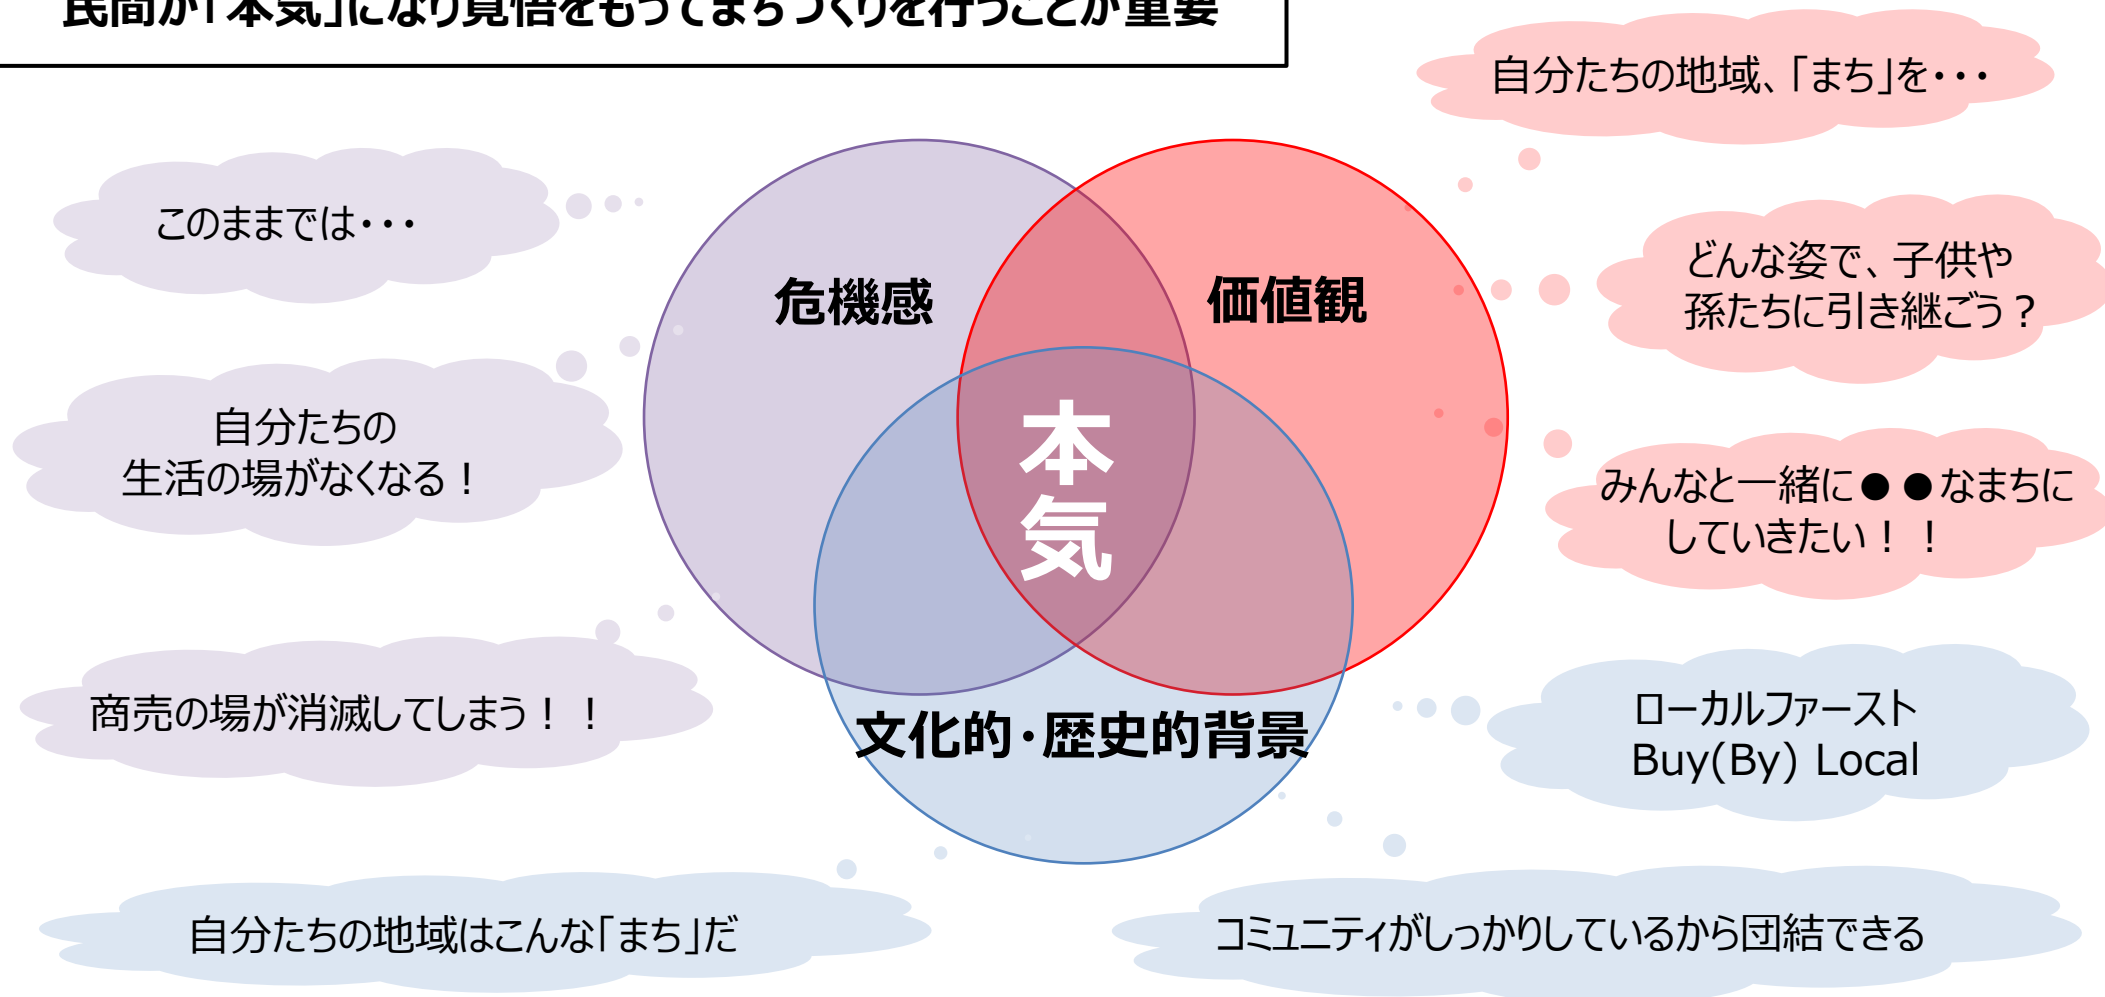 民間が「本気」になり覚悟をもってまちづくりを行うことが重要
自分たちの地域、「まち」を・・・
このままでは・・・
どんな姿で、子供や
孫たちに引き継ごう？
危機感
価値観
自分たちの
生活の場がなくなる！
本
気
みんなと一緒に●●なまちに
していきたい！！
商売の場が消滅してしまう！！
文化的・歴史的背景
ローカルファースト
Buy(By) Local
自分たちの地域はこんな「まち」だ
コミュニティがしっかりしているから団結できる